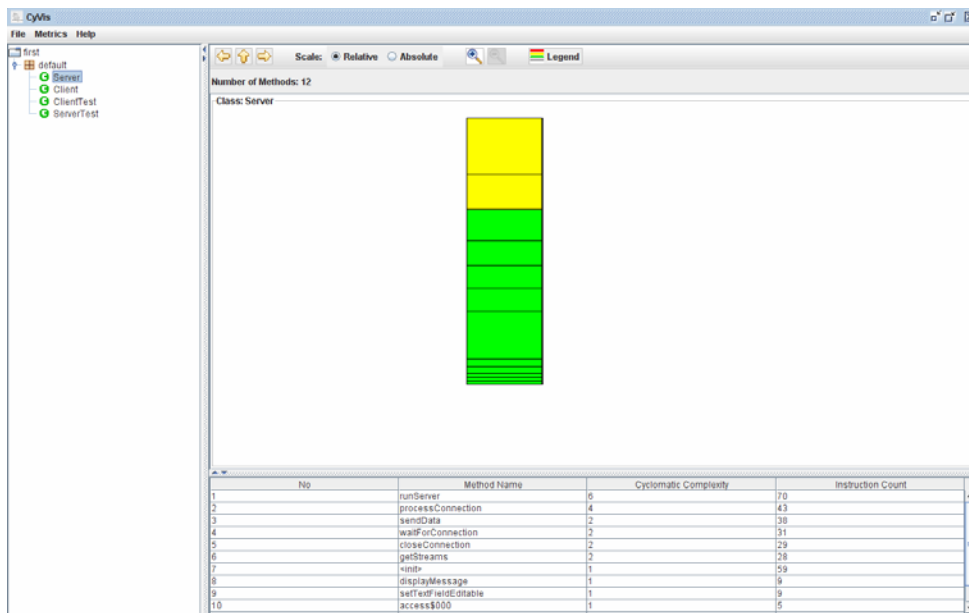 CyVis
File Metrics Help
first
default
Server
Client
ClientTest
ServerTest
Scale: Relative Absolute Legend
Number of Methods: 12
Class: Server
No Method Name Cyclomatic Complexity Instruction Count
1 runServer 6 70
2 processConnection 4 43
3 sendData 2 38
4 waitForConnection 2 31
5 closeConnection 2 29
6 getStreams 2 28
7 <init> 1 59
8 displayMessage 1 9
9 setTextFieldEditable 1 9
10 access$000 1 5